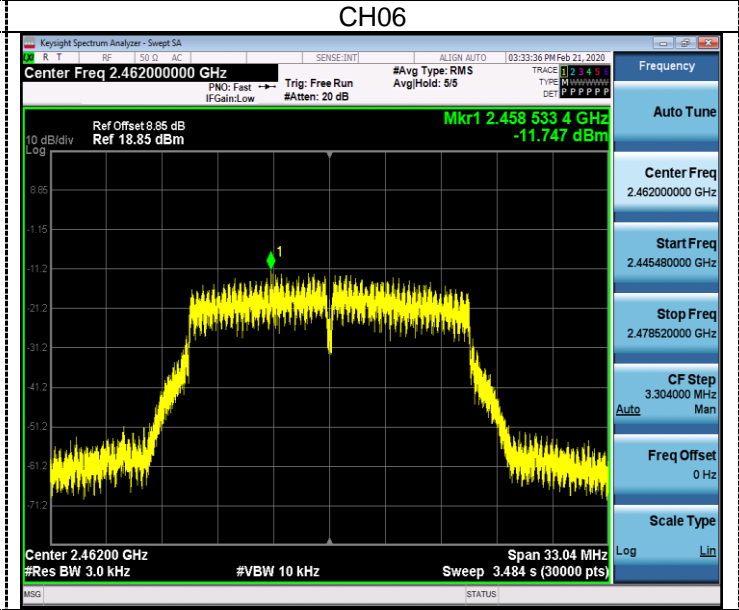 CH06
Keysight Spectrum Analyzer - Swept SA
R T RF 50 Ω AC SENSE:INT ALIGN AUTO 03:33:36 PM Feb 21, 2020
Center Freq 2.462000000 GHz
PNO: Fast
IFGain:Low
Trig: Free Run
#Atten: 20 dB
#Avg Type: RMS
Avg|Hold: 5/5
TRACE 1 2 3 4 5 6
TYPE M
DET P P P P P P
Frequency
Ref Offset 8.85 dB
10 dB/div Ref 18.85 dBm
Log
Mkr1 2.458 533 4 GHz
-11.747 dBm
8.85
-1.15
-11.2
-21.2
-31.2
-41.2
-51.2
-61.2
-71.2
1
Center 2.46200 GHz Span 33.04 MHz
#Res BW 3.0 kHz #VBW 10 kHz Sweep 3.484 s (30000 pts)
Auto Tune
Center Freq
2.462000000 GHz
Start Freq
2.445480000 GHz
Stop Freq
2.478520000 GHz
CF Step
3.304000 MHz
Auto Man
Freq Offset
0 Hz
Scale Type
Log Lin
MSG STATUS